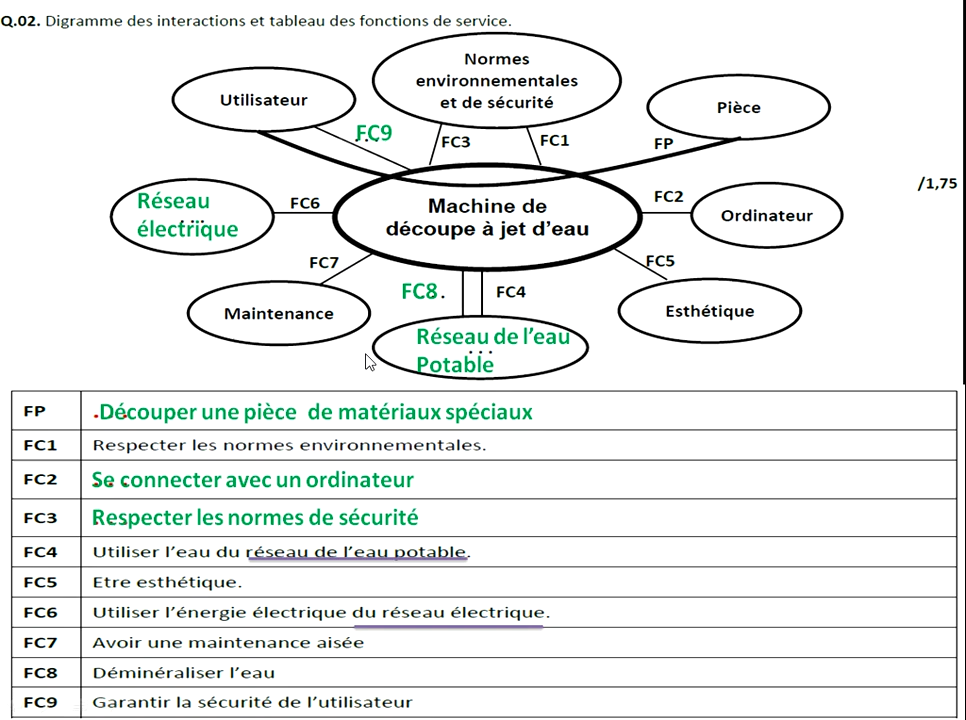 Q.02. Digramme des interactions et tableau des fonctions de service.
Normes
environnementales
et de sécurité
Utilisateur
Pièce
FC9
...
FC3
FC1
FP
/1,75
Réseau
électrique
...
FC6
Machine de
découpe à jet d’eau
FC2
Ordinateur
FC7
FC5
FC8.
FC4
Maintenance
Esthétique
Réseau de l’eau
...
Potable
FP .Découper une pièce de matériaux spéciaux
FC1 Respecter les normes environnementales.
FC2 Se connecter avec un ordinateur
FC3 Respecter les normes de sécurité
FC4 Utiliser l’eau du réseau de l’eau potable.
FC5 Etre esthétique.
FC6 Utiliser l’énergie électrique du réseau électrique.
FC7 Avoir une maintenance aisée
FC8 Déminéraliser l’eau
FC9 Garantir la sécurité de l’utilisateur